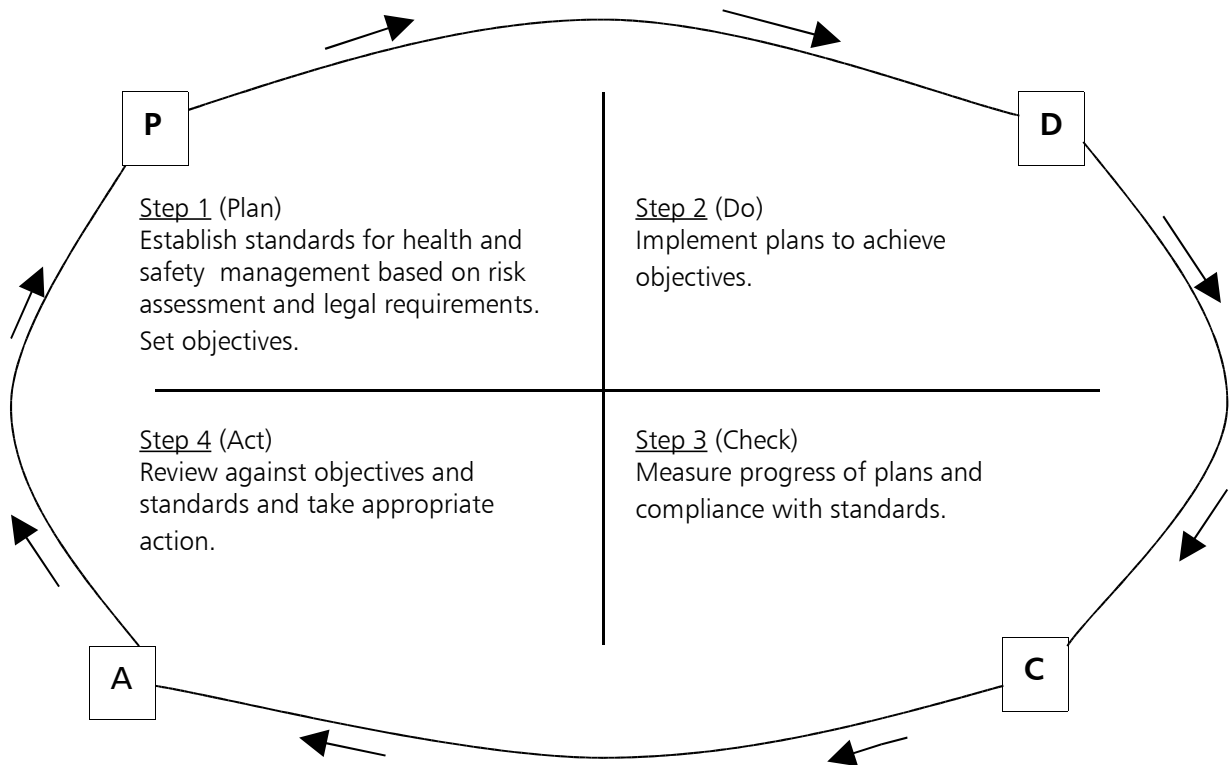 P
D
Step 1 (Plan)
Establish standards for health and
safety  management based on risk
assessment and legal requirements.
Set objectives.
Step 2 (Do)
Implement plans to achieve
objectives.
Step 4 (Act)
Review against objectives and
standards and take appropriate
action.
Step 3 (Check)
Measure progress of plans and
compliance with standards.
A
C